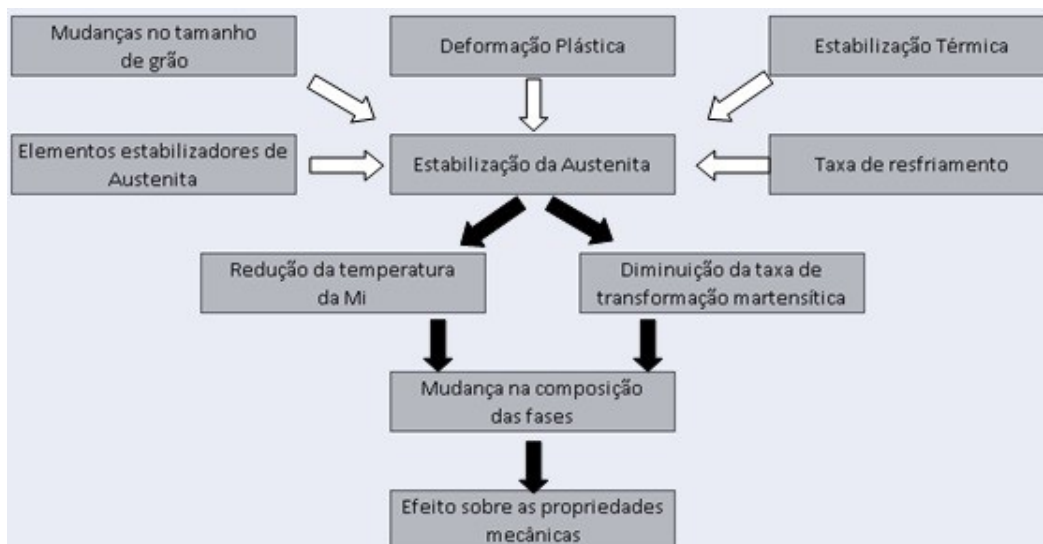 Mudanças no tamanho
de grão
Deformação Plástica
Estabilização Térmica
Elementos estabilizadores de
Austenita
Estabilização da Austenita
Taxa de resfriamento
Redução da temperatura
da Mi
Diminuição da taxa de
transformação martensítica
Mudança na composição
das fases
Efeito sobre as propriedades
mecânicas